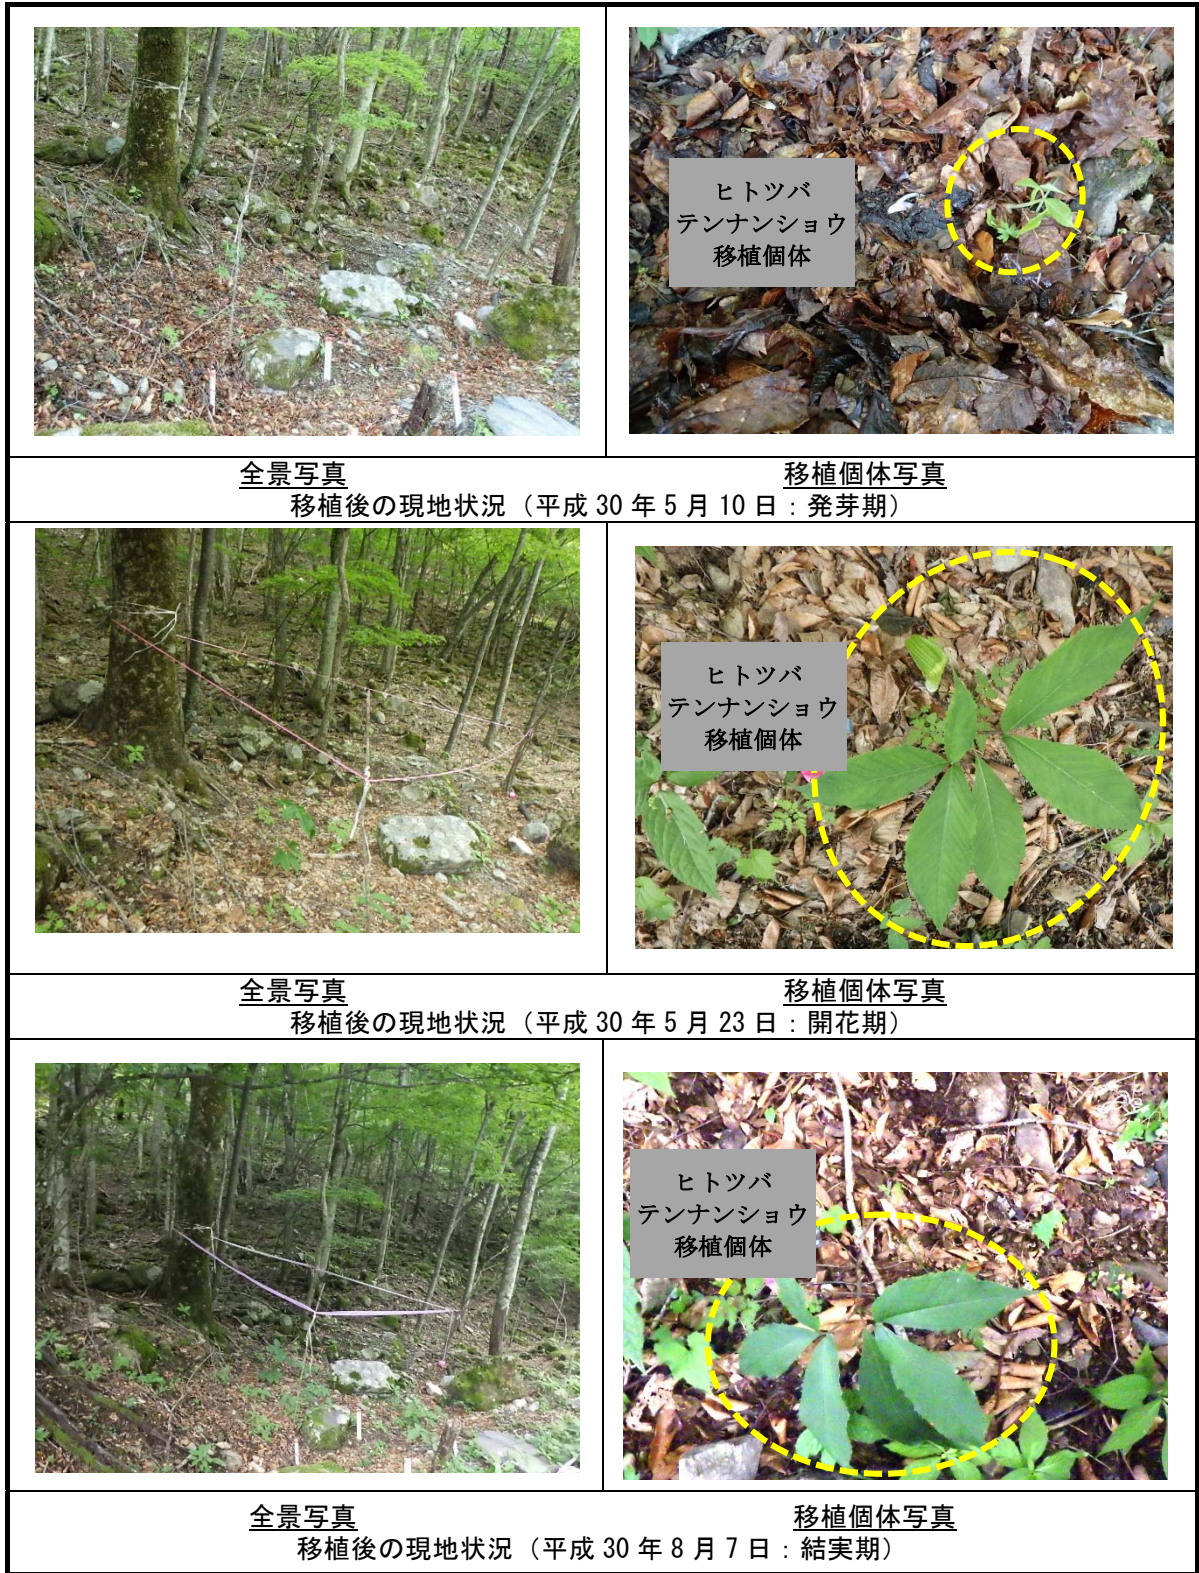 ヒトツバ
テンナンショウ
移植個体
全景写真
移植個体写真
移植後の現地状況（平成 30 年 5 月 10 日：発芽期）
ヒトツバ
テンナンショウ
移植個体
全景写真
移植個体写真
移植後の現地状況（平成 30 年 5 月 23 日：開花期）
ヒトツバ
テンナンショウ
移植個体
全景写真
移植個体写真
移植後の現地状況（平成 30 年 8 月 7 日：結実期）